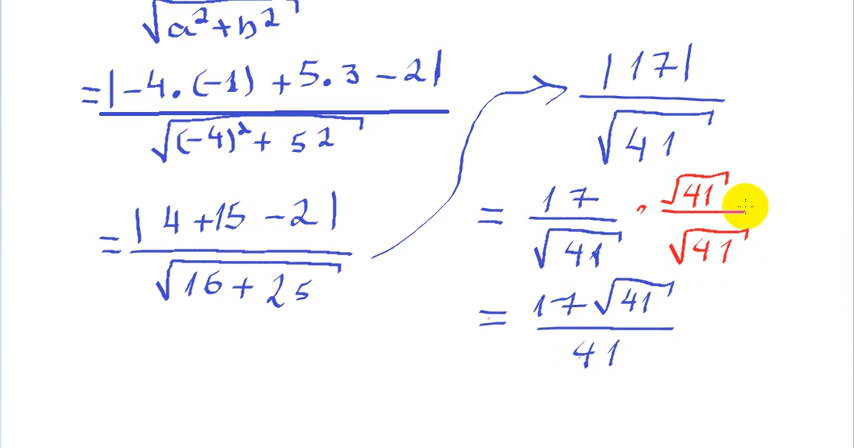 √(a²+b²)
= |-4.(-1) + 5.3 - 2| / √((-4)² + 5²)
= |4+15-2| / √(16+25)
|17| / √41
= 17/√41 · √41/√41
= 17√41 / 41